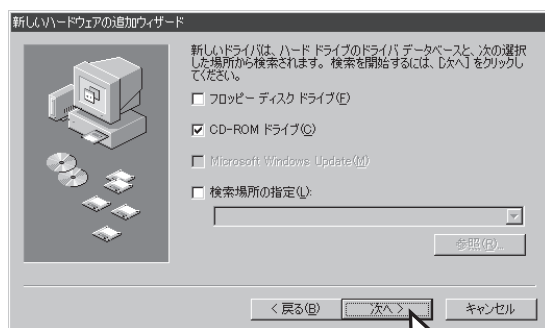 新しいハードウェアの追加ウィザード
新しいドライバは、ハード ドライブのドライバ データベースと、次の選択
した場所から検索されます。検索を開始するには、[次へ] をクリックし
てください。
フロッピー ディスク ドライブ(F)
CD-ROM ドライブ(C)
Microsoft Windows Update(M)
検索場所の指定(L):
参照(R)...
< 戻る(B)
次へ >
キャンセル